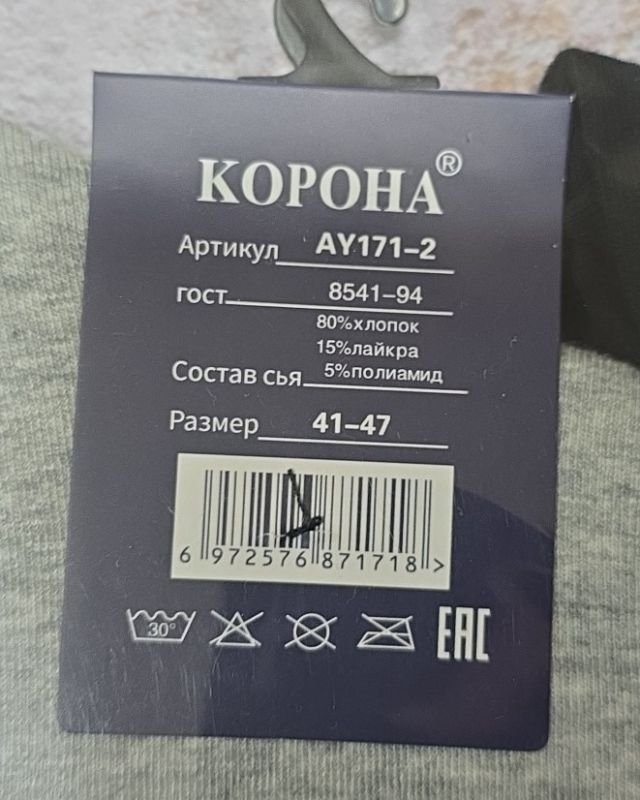 КОРОНА®
Артикул AY171-2
гост 8541-94
80%хлопок
15%лайкра
Состав сья 5%полиамид
Размер 41-47
6 972576 871718 >
30°
EAC